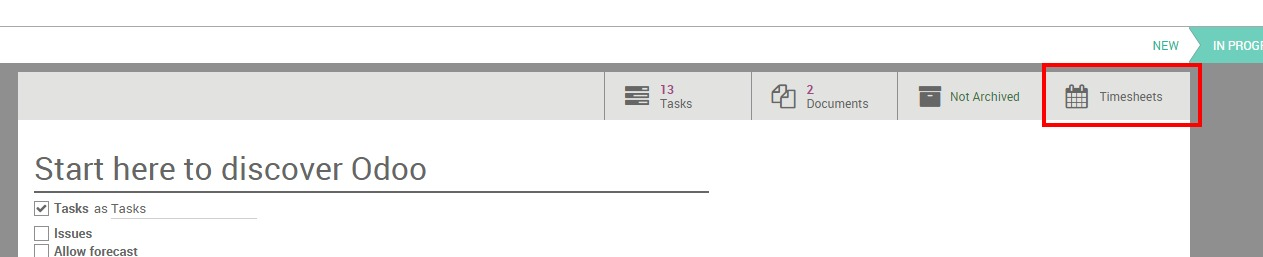 NEW
IN PROG
13
Tasks
2
Documents
Not Archived
Timesheets
Start here to discover Odoo
Tasks as Tasks
Issues
Allow forecast